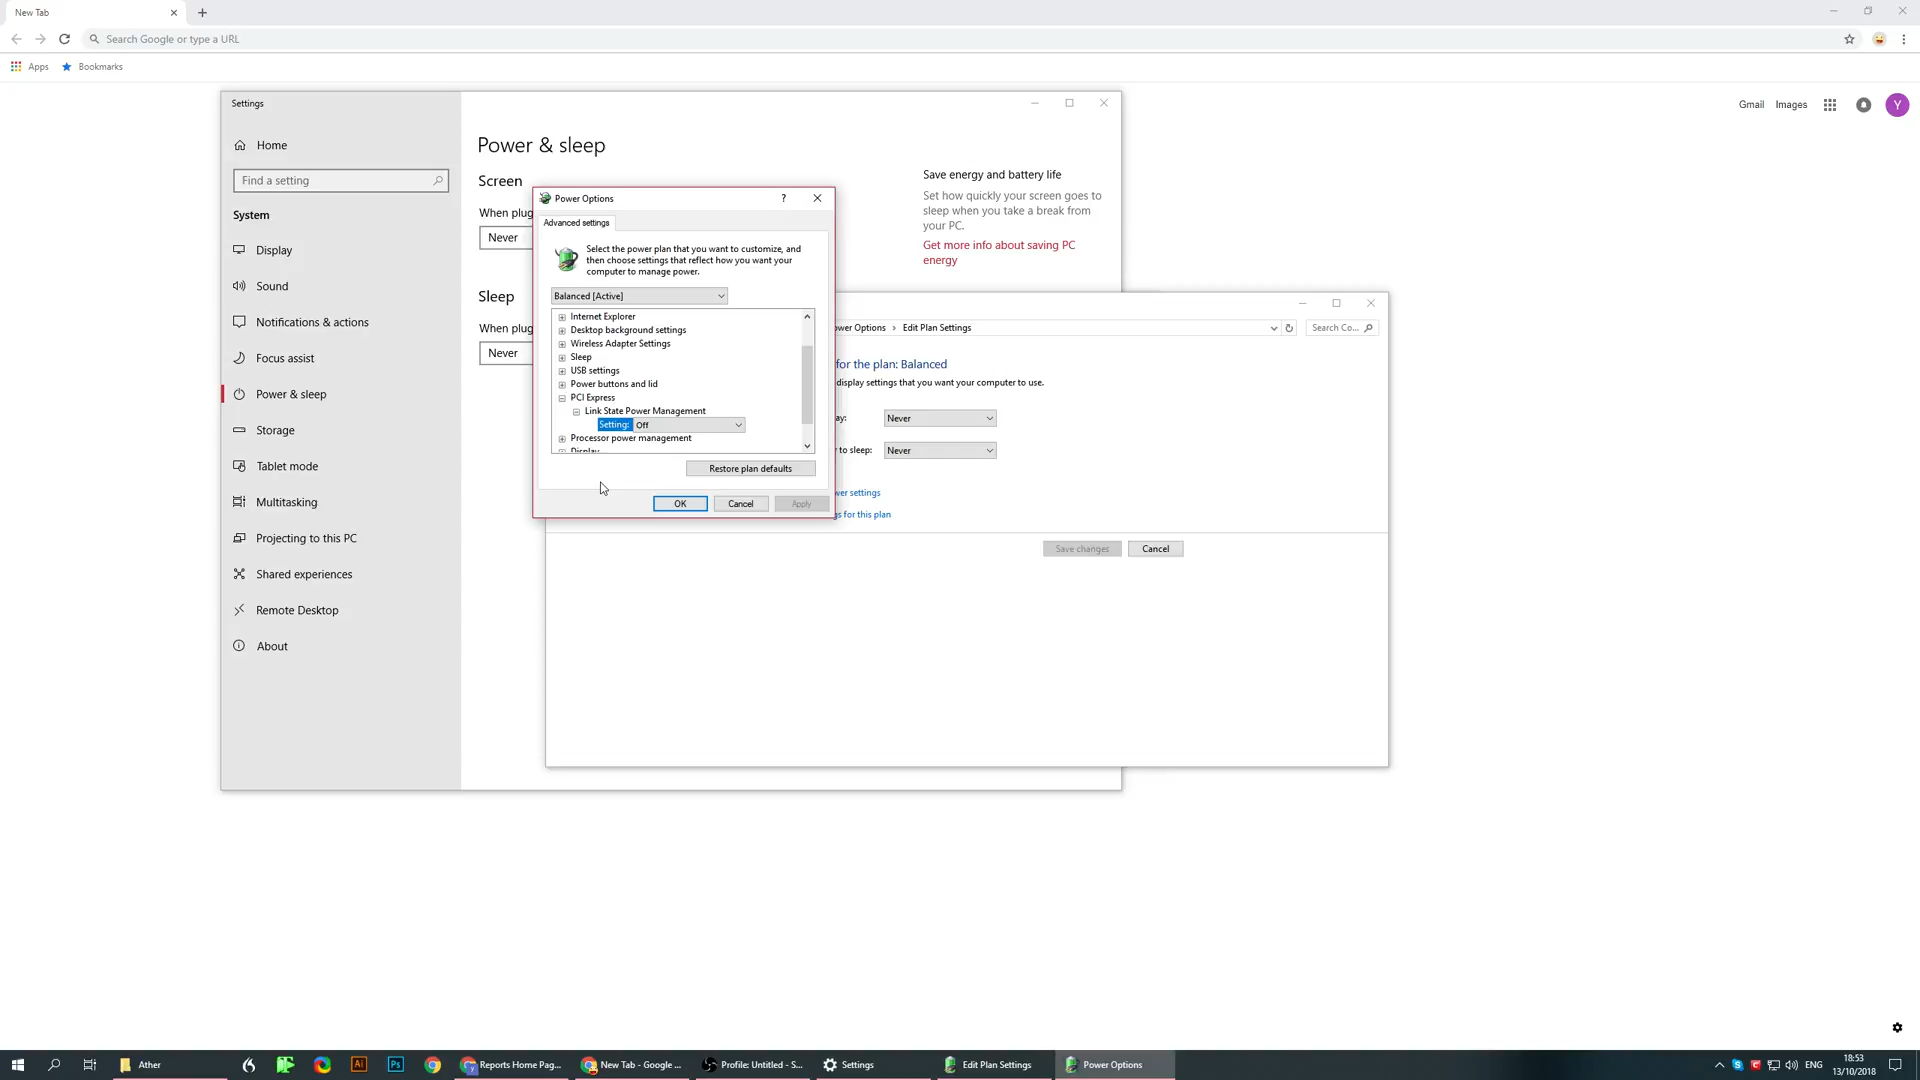 New Tab
Search Google or type a URL
Apps
Bookmarks
Gmail
Images
Y
Settings
Home
Find a setting
System
Display
Sound
Notifications & actions
Focus assist
Power & sleep
Storage
Tablet mode
Multitasking
Projecting to this PC
Shared experiences
Remote Desktop
About
Power & sleep
Screen
When plug
Never
Sleep
When plug
Never
Save energy and battery life
Set how quickly your screen goes to
sleep when you take a break from
your PC.
Get more info about saving PC
energy
Power Options
?
Advanced settings
Select the power plan that you want to customize, and
then choose settings that reflect how you want your
computer to manage power.
Balanced [Active]
Internet Explorer
Desktop background settings
Wireless Adapter Settings
Sleep
USB settings
Power buttons and lid
PCI Express
Link State Power Management
Setting: Off
Processor power management
Display
Restore plan defaults
OK
Cancel
Apply
ower Options
Edit Plan Settings
Search Co...
for the plan: Balanced
display settings that you want your computer to use.
ay:
Never
r to sleep:
Never
wer settings
gs for this plan
Save changes
Cancel
Ather
Ai
Ps
Reports Home Pag...
New Tab - Google ...
Profile: Untitled - S...
Settings
Edit Plan Settings
Power Options
ENG
18:53
13/10/2018